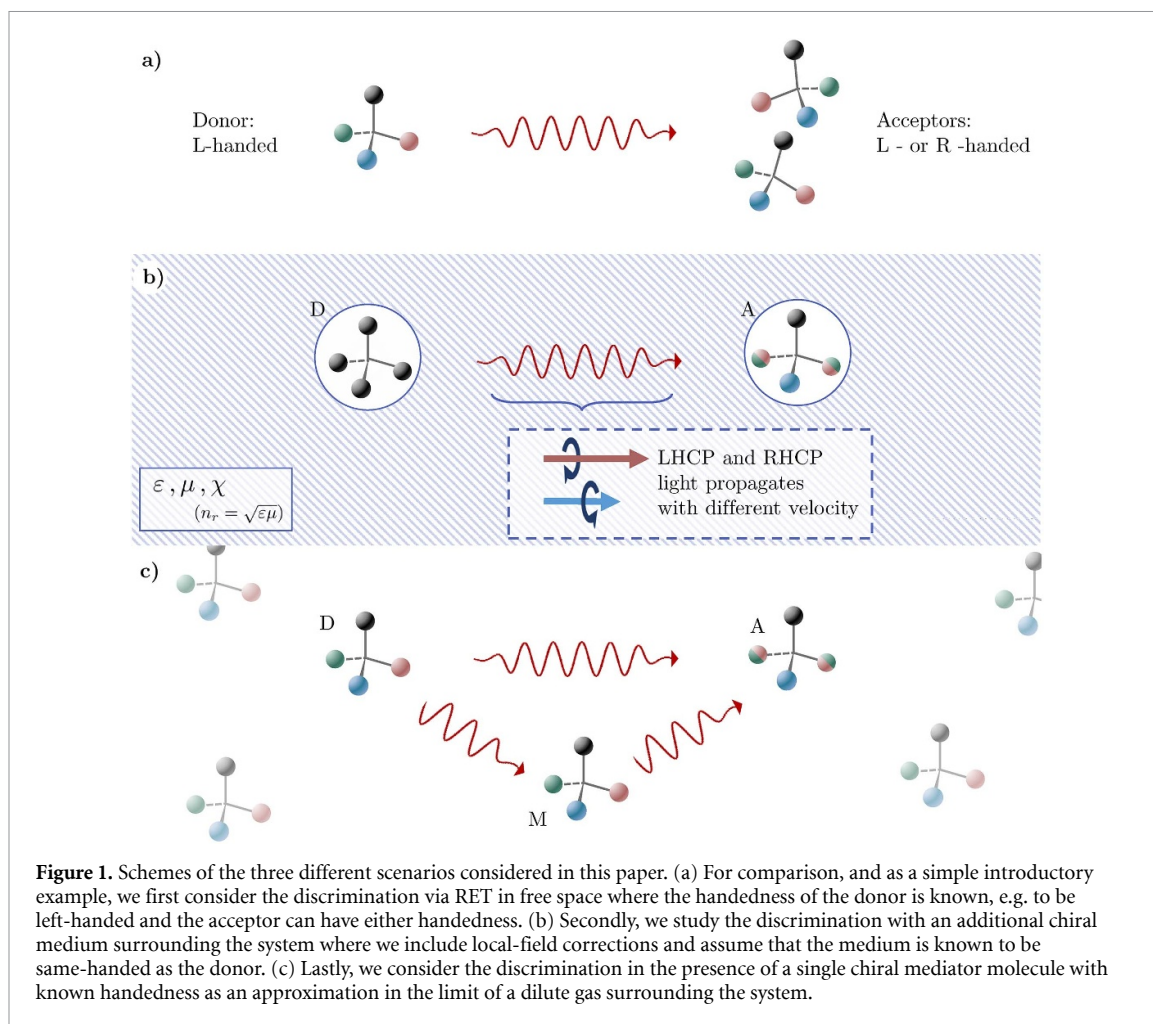 a)
Donor:
L-handed
Acceptors:
L - or R -handed
b)
D
A
LHCP and RHCP
light propagates
with different velocity
ε , μ , χ
(nᵣ = √εμ)
c)
D
A
M
Figure 1. Schemes of the three different scenarios considered in this paper. (a) For comparison, and as a simple introductory
example, we first consider the discrimination via RET in free space where the handedness of the donor is known, e.g. to be
left-handed and the acceptor can have either handedness. (b) Secondly, we study the discrimination with an additional chiral
medium surrounding the system where we include local-field corrections and assume that the medium is known to be
same-handed as the donor. (c) Lastly, we consider the discrimination in the presence of a single chiral mediator molecule with
known handedness as an approximation in the limit of a dilute gas surrounding the system.